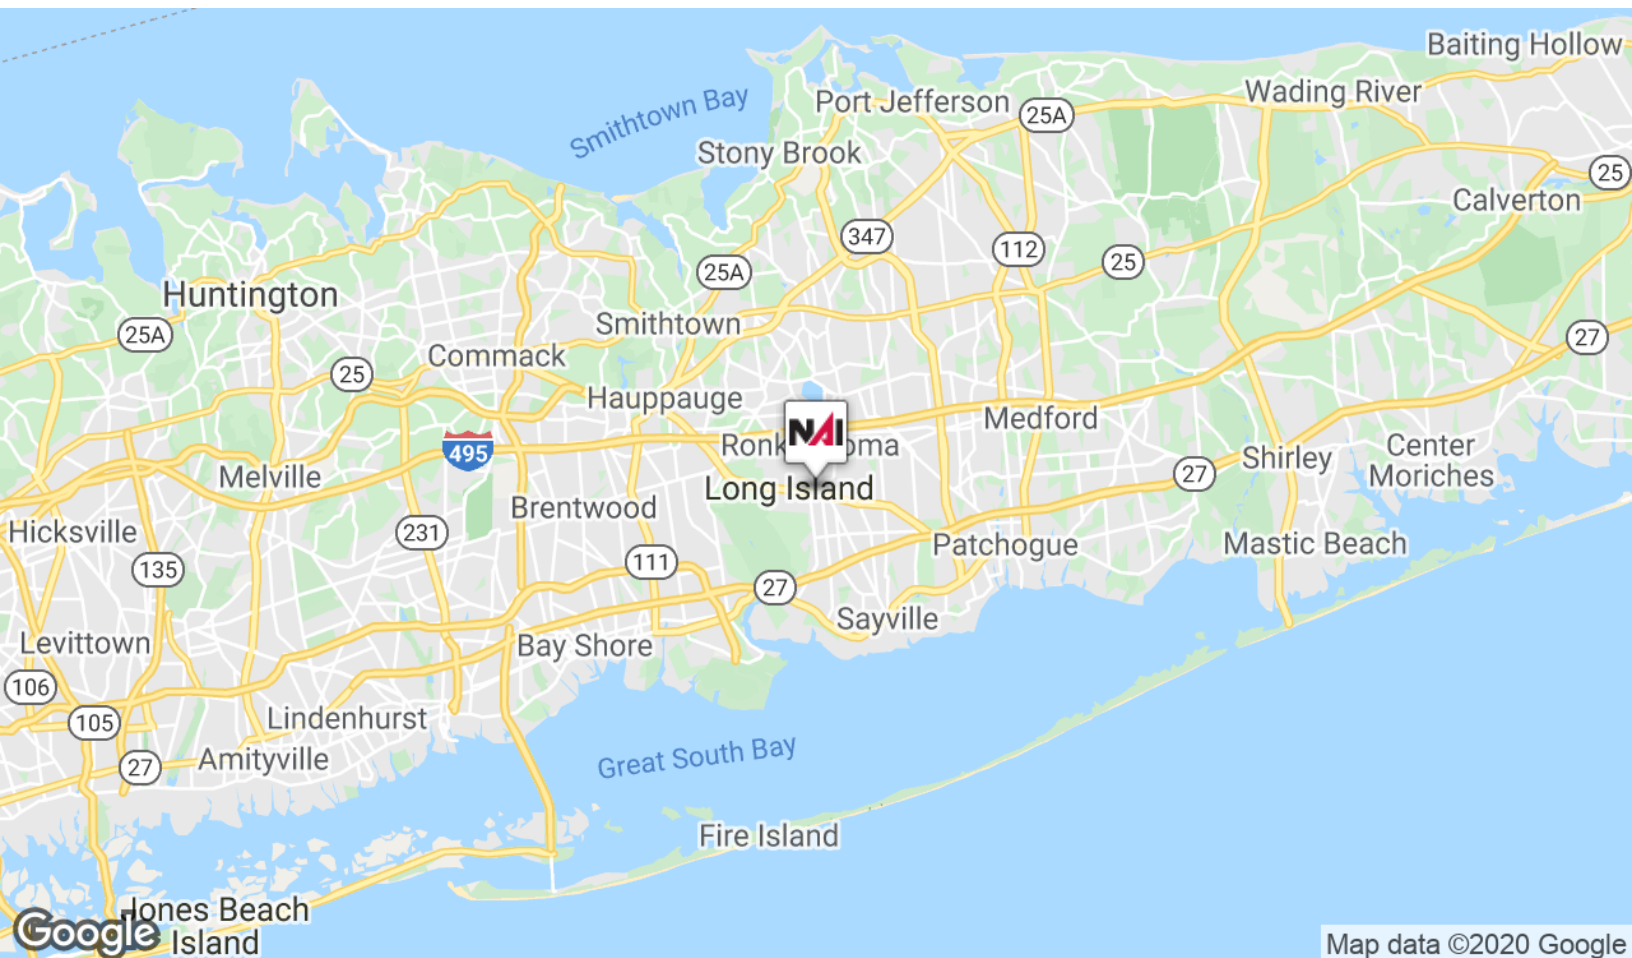 Baiting Hollow
Wading River
Port Jefferson
25A
Smithtown Bay
Stony Brook
25
Calverton
347
112
25
25A
Huntington
25A
Smithtown
27
Commack
25
Hauppauge
Medford
NAI
Center
Moriches
495
Shirley
Melville
27
Long Island
Brentwood
Hicksville
231
Patchogue
Mastic Beach
135
111
27
Sayville
Levittown
Bay Shore
106
Lindenhurst
105
Amityville
27
Great South Bay
Fire Island
Jones Beach
Island
Google
Map data ©2020 Google